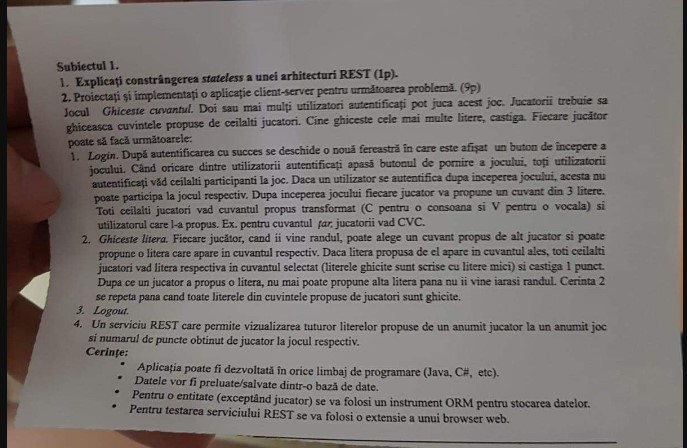 Subiectul 1.
1. Explicați constrângerea stateless a unei arhitecturi REST (1p).
2. Proiectați și implementați o aplicație client-server pentru următoarea problemă. (9p)
Jocul Ghiceste cuvantul. Doi sau mai mulți utilizatori autentificați pot juca acest joc. Jucatorii trebuie sa
ghiceasca cuvintele propuse de ceilalti jucatori. Cine ghiceste cele mai multe litere, castiga. Fiecare jucător
poate să facă următoarele:
1. Login. După autentificarea cu succes se deschide o nouă fereastră în care este afișat un buton de începere a
jocului. Când oricare dintre utilizatorii autentificați apasă butonul de pornire a jocului, toți utilizatorii
autentificați văd ceilalti participanti la joc. Daca un utilizator se autentifica dupa inceperea jocului, acesta nu
poate participa la jocul respectiv. Dupa inceperea jocului fiecare jucator va propune un cuvant din 3 litere.
Toti ceilalti jucatori vad cuvantul propus transformat (C pentru o consoana si V pentru o vocala) si
utilizatorul care l-a propus. Ex. pentru cuvantul țar, jucatorii vad CVC.
2. Ghiceste litera. Fiecare jucător, cand ii vine randul, poate alege un cuvant propus de alt jucator si poate
propune o litera care apare in cuvantul respectiv. Daca litera propusa de el apare in cuvantul ales, toti ceilalti
jucatori vad litera respectiva in cuvantul selectat (literele ghicite sunt scrise cu litere mici) si castiga 1 punct.
Dupa ce un jucator a propus o litera, nu mai poate propune alta litera pana nu ii vine iarasi randul. Cerinta 2
se repeta pana cand toate literele din cuvintele propuse de jucatori sunt ghicite.
3. Logout.
4. Un serviciu REST care permite vizualizarea tuturor literelor propuse de un anumit jucator la un anumit joc
si numarul de puncte obtinut de jucator la jocul respectiv.
Cerințe:
• Aplicația poate fi dezvoltată în orice limbaj de programare (Java, C#, etc).
• Datele vor fi preluate/salvate dintr-o bază de date.
• Pentru o entitate (exceptând jucator) se va folosi un instrument ORM pentru stocarea datelor.
• Pentru testarea serviciului REST se va folosi o extensie a unui browser web.